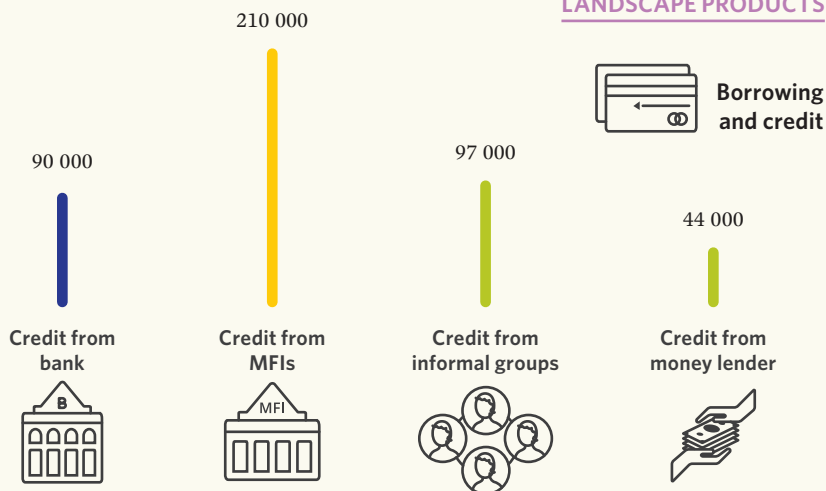 LANDSCAPE PRODUCTS
Borrowing
and credit
210 000
90 000
97 000
44 000
Credit from
bank
Credit from
MFIs
Credit from
informal groups
Credit from
money lender
B
MFI